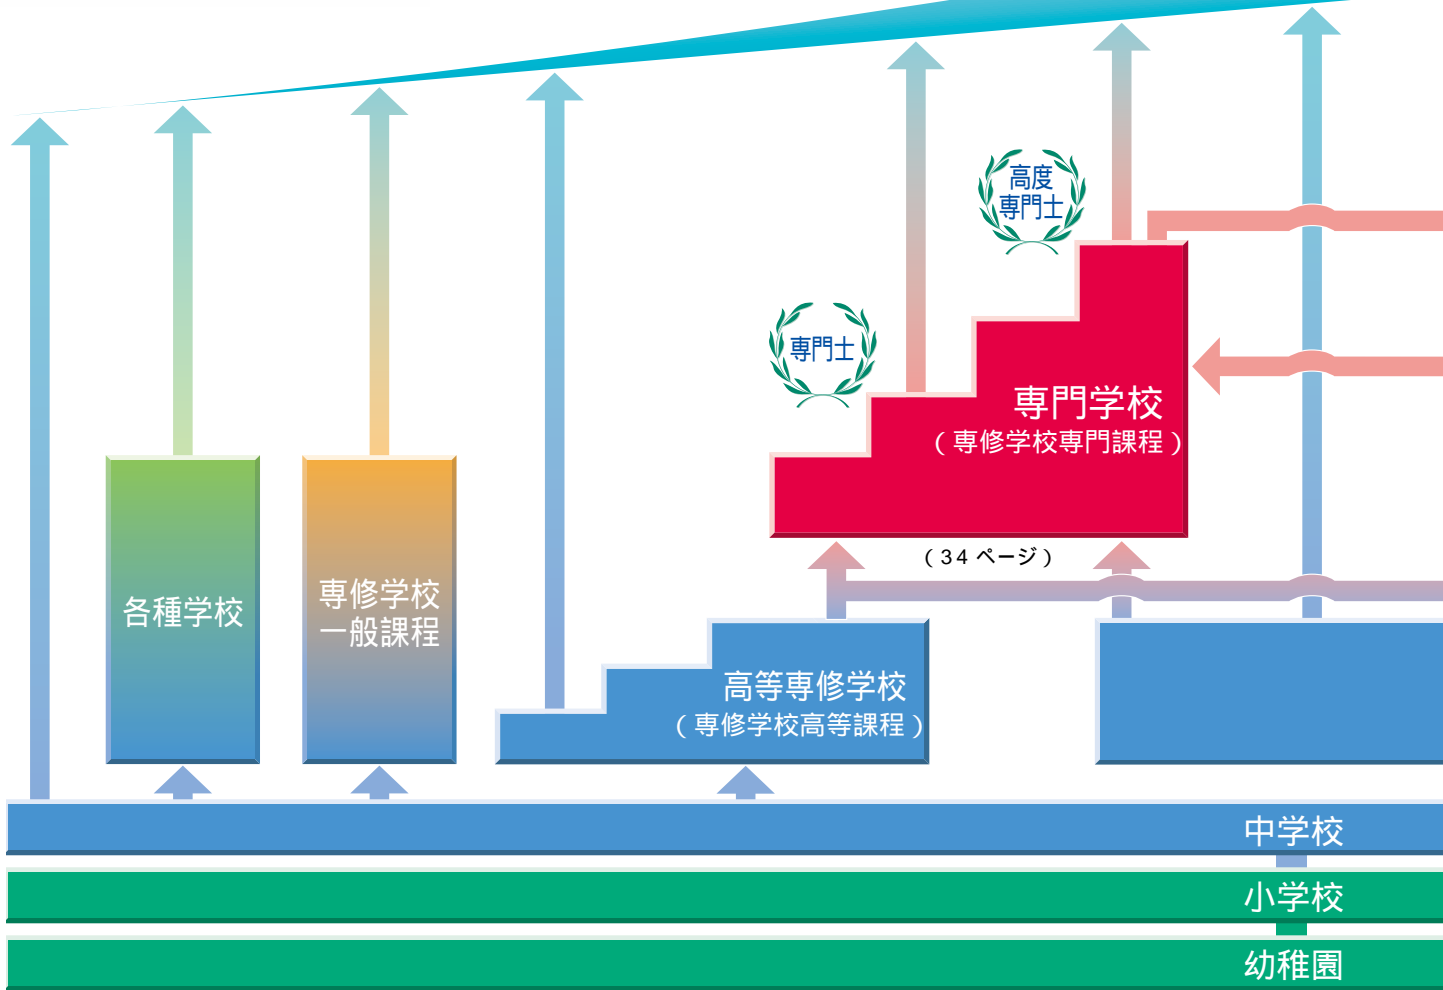 高度
専門士
専門士
専門学校
（専修学校専門課程）
（34 ページ）
各種学校
専修学校
一般課程
高等専修学校
（専修学校高等課程）
中学校
小学校
幼稚園